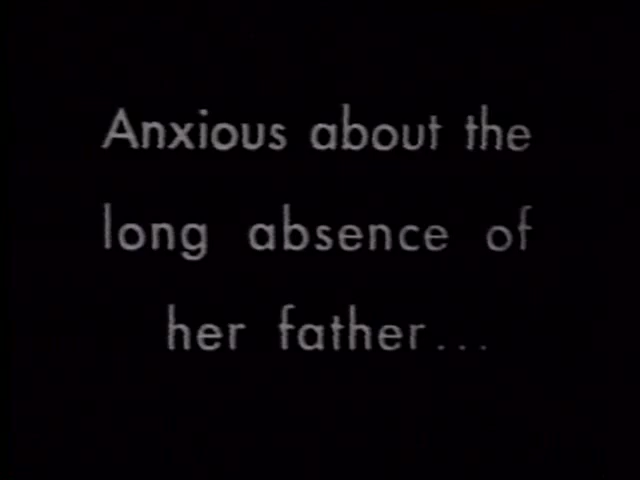 Anxious about the
long absence of
her father...